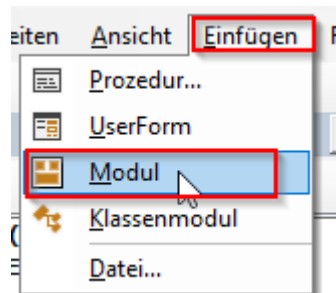 eiten Ansicht Einfügen
Prozedur...
UserForm
Modul
Klassenmodul
Datei...